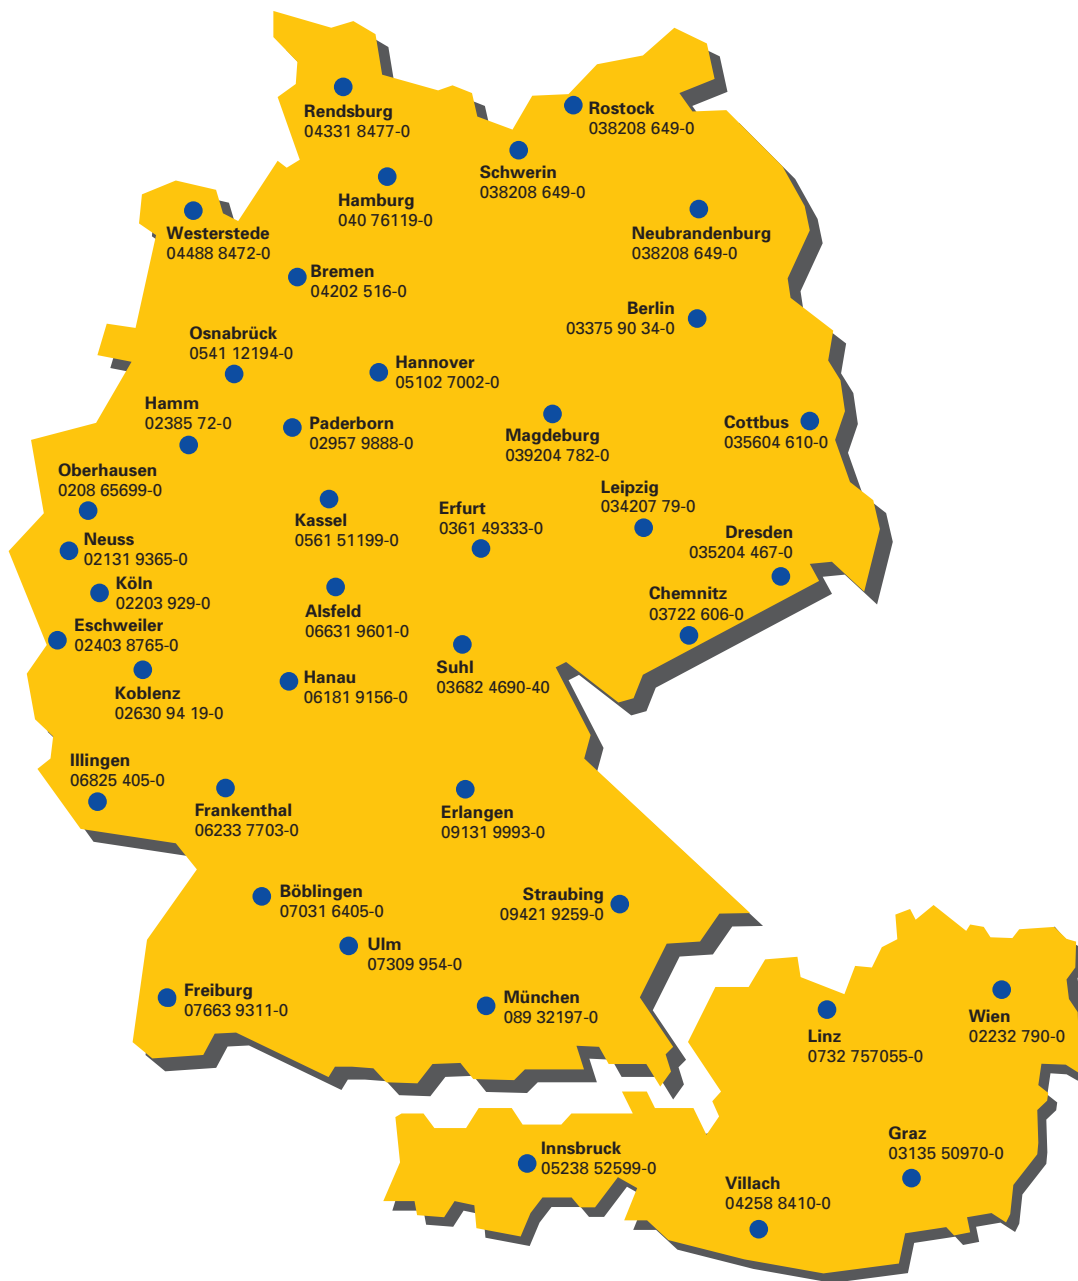 Rendsburg
04331 8477-0
Rostock
038208 649-0
Schwerin
038208 649-0
Hamburg
040 76119-0
Westerstede
04488 8472-0
Neubrandenburg
038208 649-0
Bremen
04202 516-0
Berlin
03375 90 34-0
Osnabrück
0541 12194-0
Hannover
05102 7002-0
Hamm
02385 72-0
Paderborn
02957 9888-0
Magdeburg
039204 782-0
Cottbus
035604 610-0
Oberhausen
0208 65699-0
Leipzig
034207 79-0
Kassel
0561 51199-0
Erfurt
0361 49333-0
Neuss
02131 9365-0
Dresden
035204 467-0
Köln
02203 929-0
Alsfeld
06631 9601-0
Chemnitz
03722 606-0
Eschweiler
02403 8765-0
Suhl
03682 4690-40
Hanau
06181 9156-0
Koblenz
02630 94 19-0
Illingen
06825 405-0
Frankenthal
06233 7703-0
Erlangen
09131 9993-0
Böblingen
07031 6405-0
Straubing
09421 9259-0
Ulm
07309 954-0
Freiburg
07663 9311-0
München
089 32197-0
Linz
0732 757055-0
Wien
02232 790-0
Innsbruck
05238 52599-0
Graz
03135 50970-0
Villach
04258 8410-0